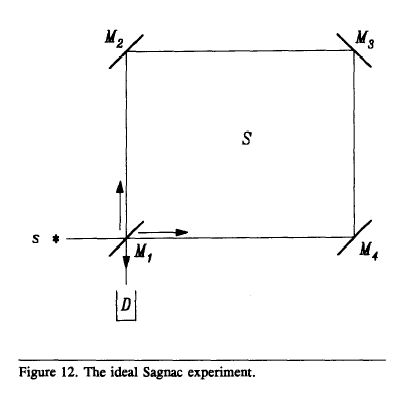 M₂
M₃
S
s *
M₁
M₄
D
Figure 12. The ideal Sagnac experiment.